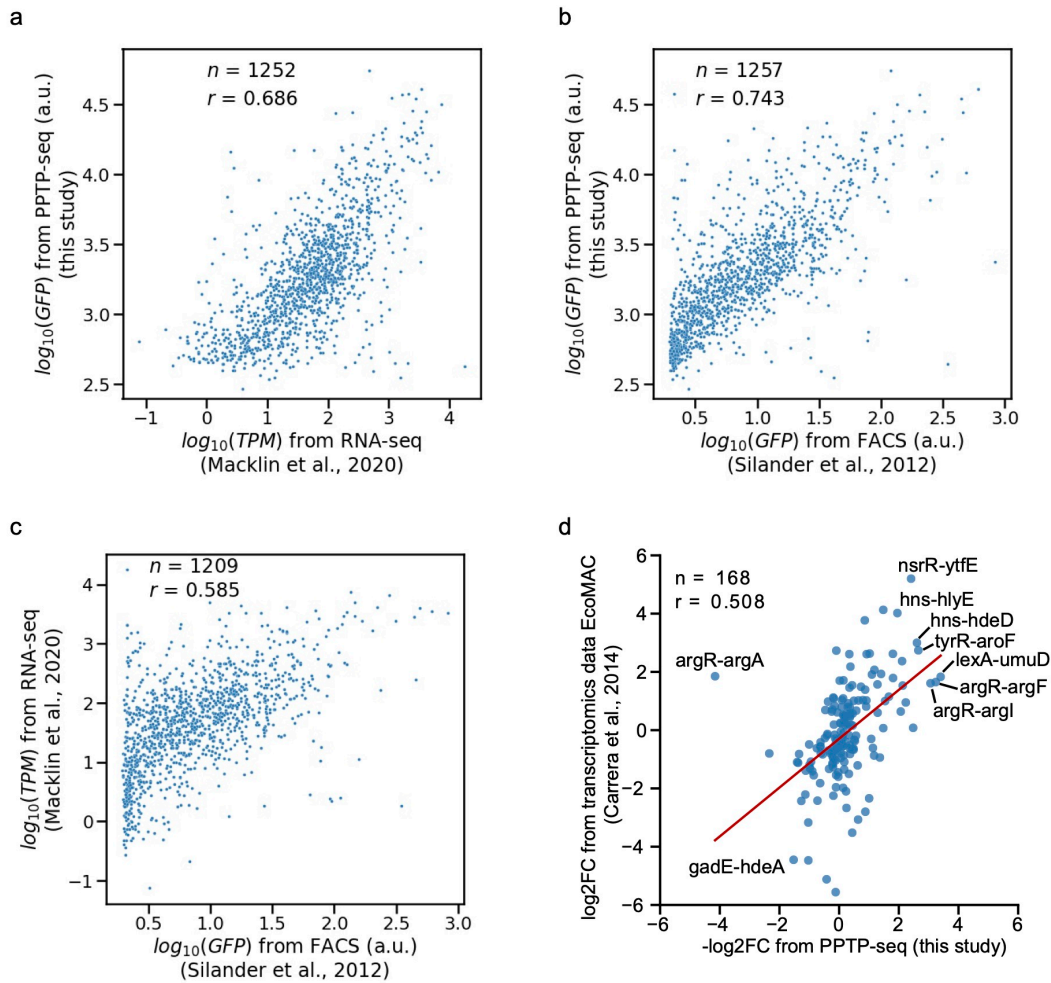 a
n = 1252
r = 0.686
4.5
4.0
3.5
3.0
2.5
log10(GFP) from PPTP-seq (a.u.)
(this study)
−1 0 1 2 3 4
log10(TPM) from RNA-seq
(Macklin et al., 2020)
b
n = 1257
r = 0.743
4.5
4.0
3.5
3.0
2.5
log10(GFP) from PPTP-seq (a.u.)
(this study)
0.5 1.0 1.5 2.0 2.5 3.0
log10(GFP) from FACS (a.u.)
(Silander et al., 2012)
c
n = 1209
r = 0.585
4
3
2
1
0
−1
log10(TPM) from RNA-seq
(Macklin et al., 2020)
0.5 1.0 1.5 2.0 2.5 3.0
log10(GFP) from FACS (a.u.)
(Silander et al., 2012)
d
n = 168
r = 0.508
6
4
2
0
−2
−4
−6
log2FC from transcriptomics data EcoMAC
(Carrera et al., 2014)
nsrR-ytfE
hns-hlyE
hns-hdeD
tyrR-aroF
lexA-umuD
argR-argA
argR-argF
argR-argI
gadE-hdeA
−6 −4 −2 0 2 4 6
-log2FC from PPTP-seq (this study)